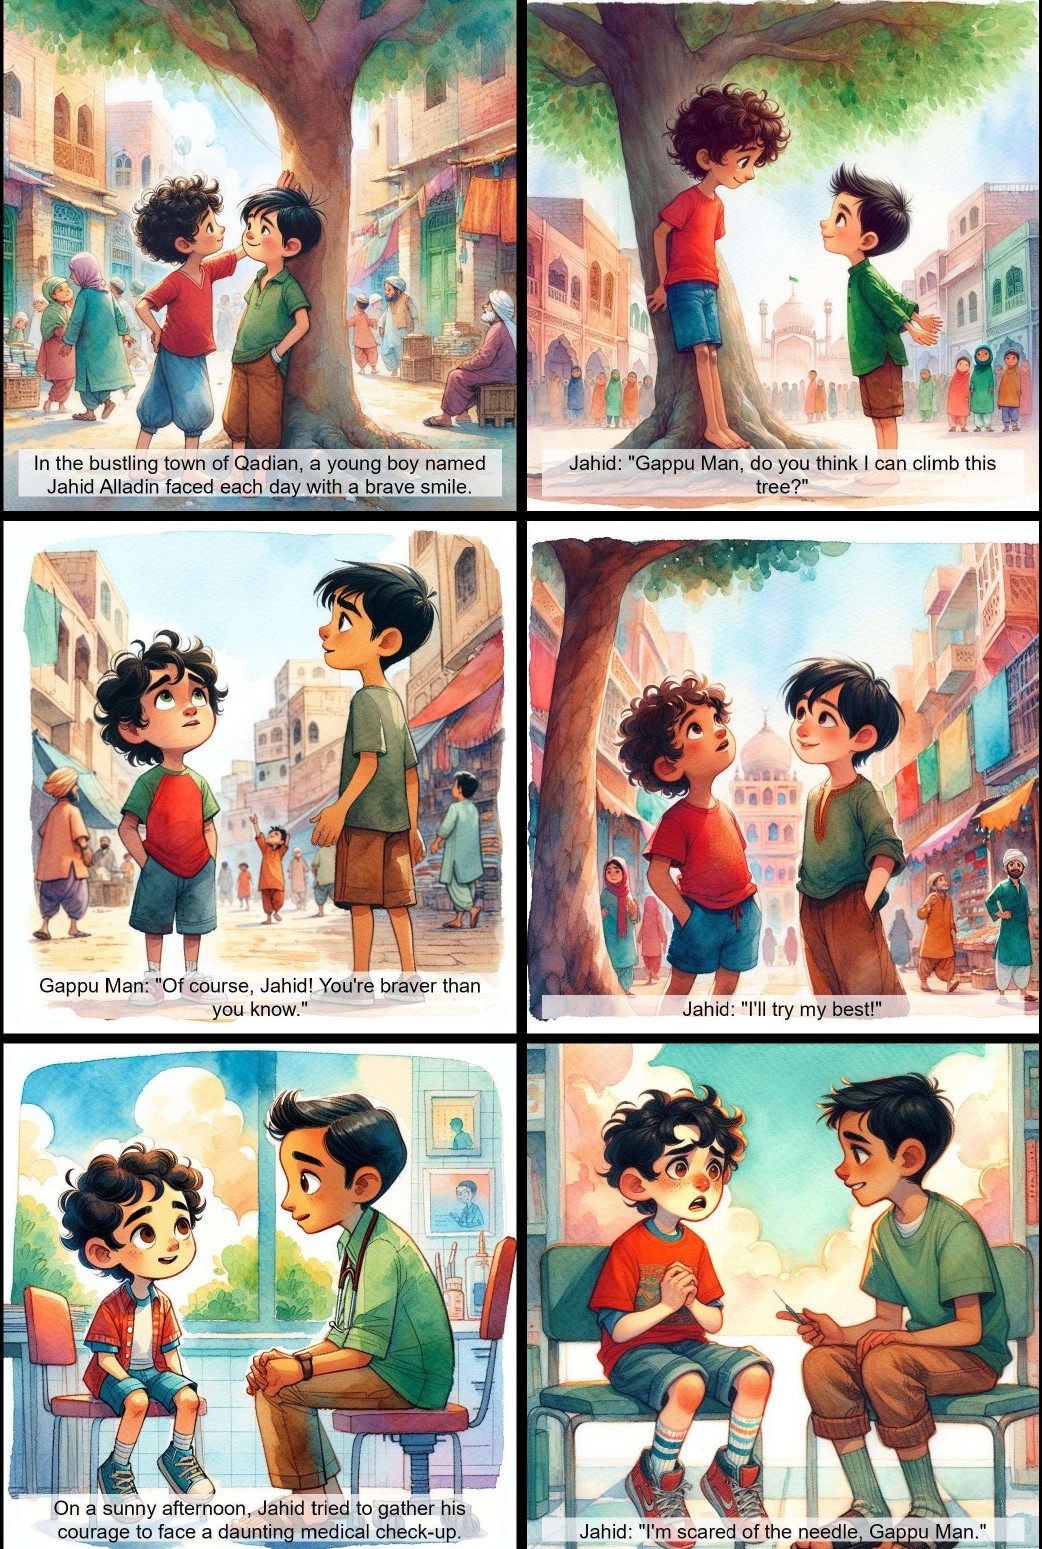 In the bustling town of Qadian, a young boy named
Jahid Alladin faced each day with a brave smile.
Jahid: "Gappu Man, do you think I can climb this
tree?"
Gappu Man: "Of course, Jahid! You're braver than
you know."
Jahid: "I'll try my best!"
On a sunny afternoon, Jahid tried to gather his
courage to face a daunting medical check-up.
Jahid: "I'm scared of the needle, Gappu Man."